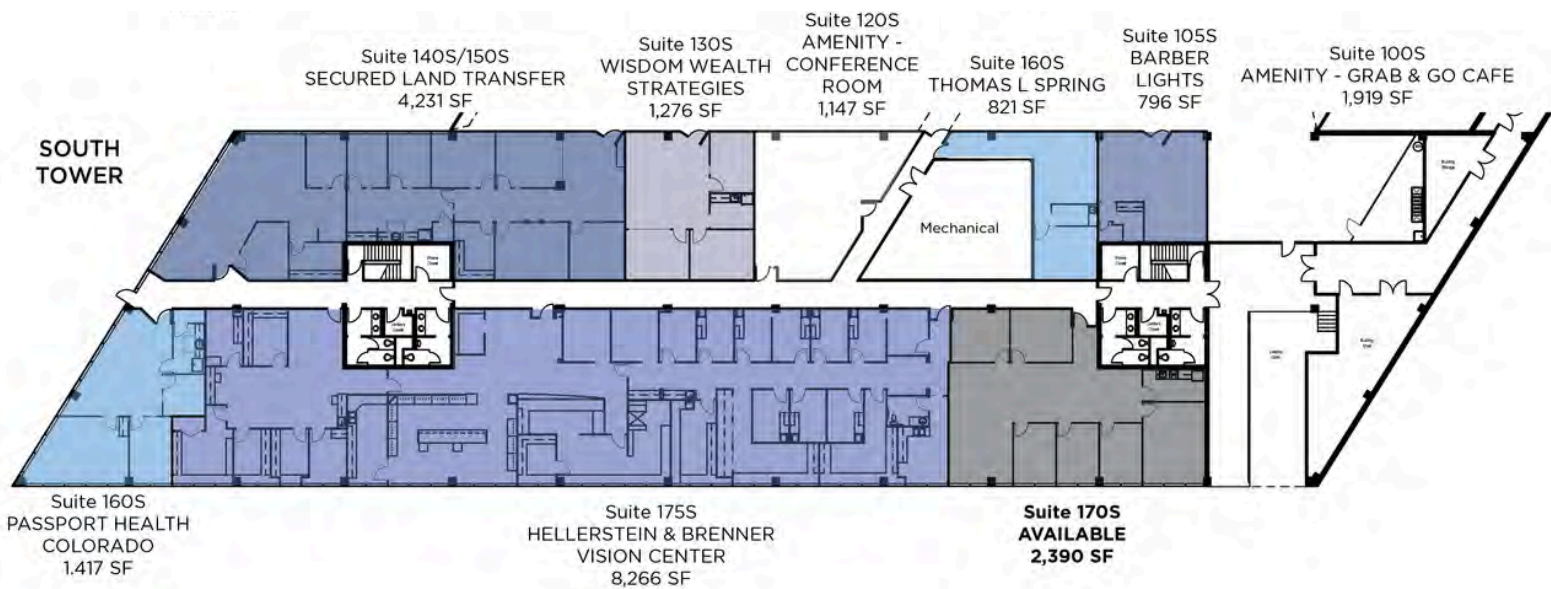 SOUTH
TOWER
Suite 140S/150S
SECURED LAND TRANSFER
4,231 SF
Suite 130S
WISDOM WEALTH
STRATEGIES
1,276 SF
Suite 120S
AMENITY -
CONFERENCE
ROOM
1,147 SF
Suite 160S
THOMAS L SPRING
821 SF
Suite 105S
BARBER
LIGHTS
796 SF
Suite 100S
AMENITY - GRAB & GO CAFE
1,919 SF
Mechanical
Suite 160S
PASSPORT HEALTH
COLORADO
1,417 SF
Suite 175S
HELLERSTEIN & BRENNER
VISION CENTER
8,266 SF
Suite 170S
AVAILABLE
2,390 SF